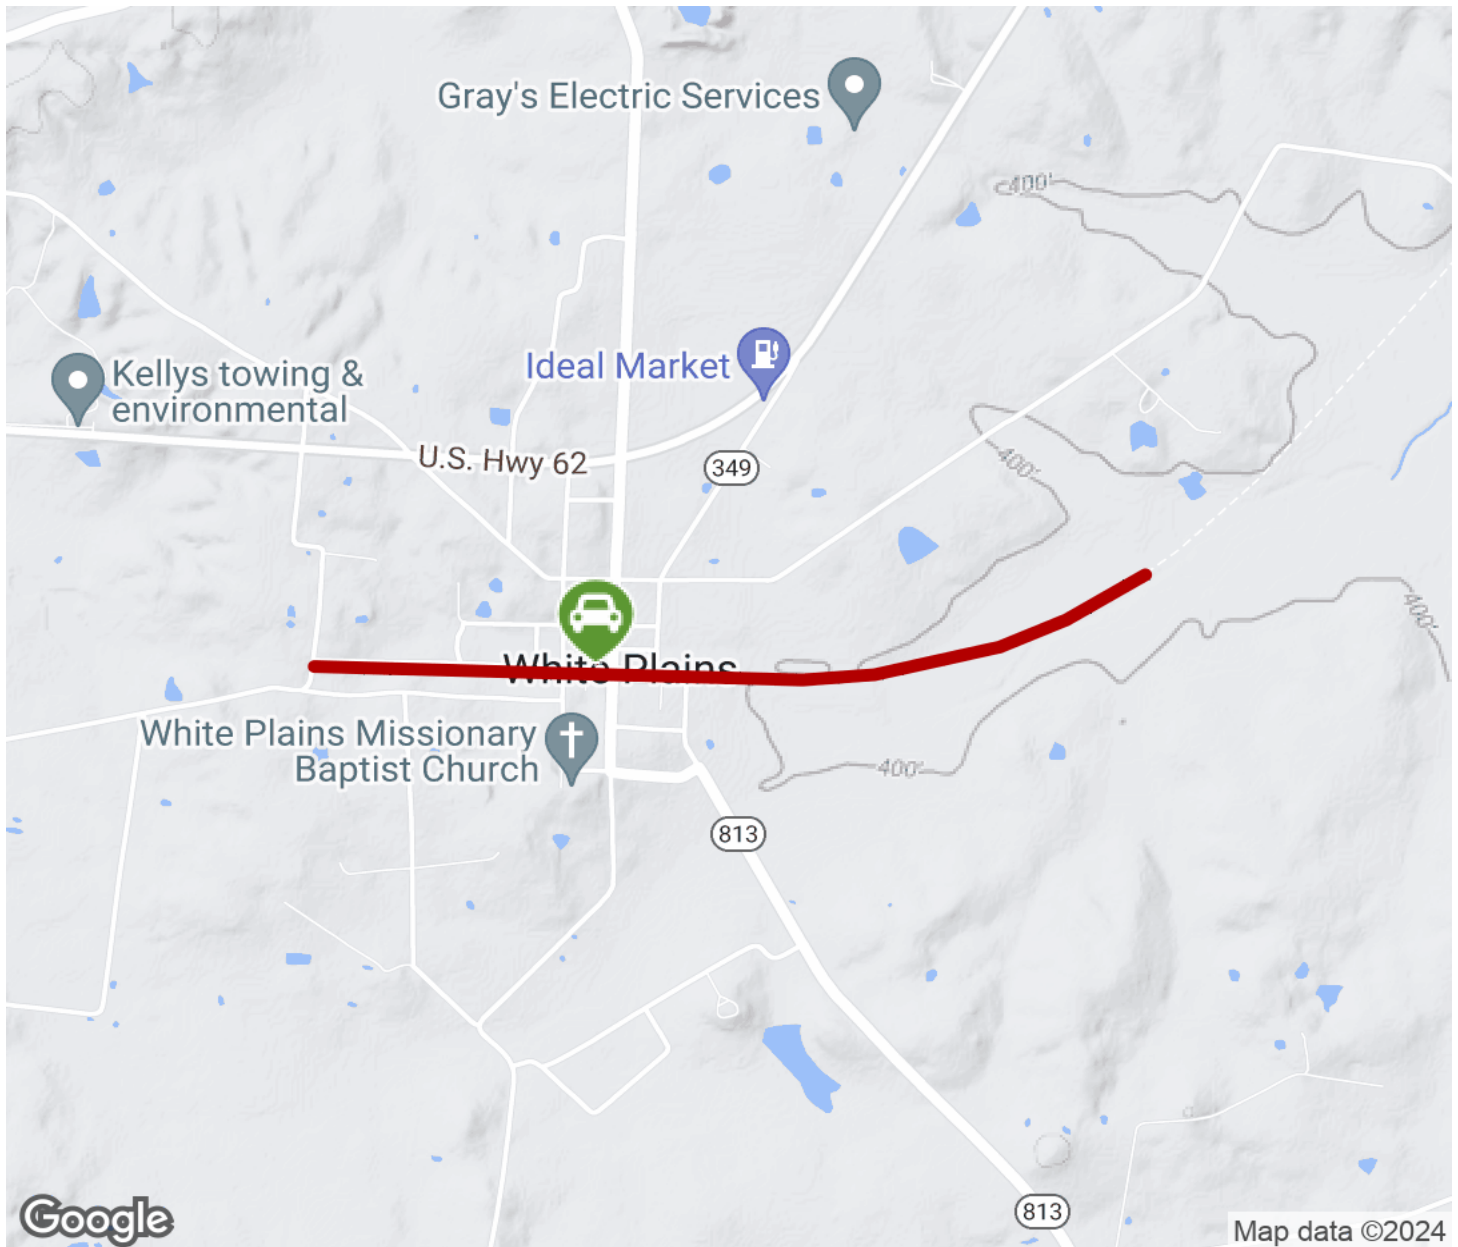 Gray's Electric Services
400'
Ideal Market
Kellys towing &
environmental
U.S. Hwy 62
349
400'
400'
White Plains
White Plains Missionary
Baptist Church
400'
813
813
Google
Map data ©2024